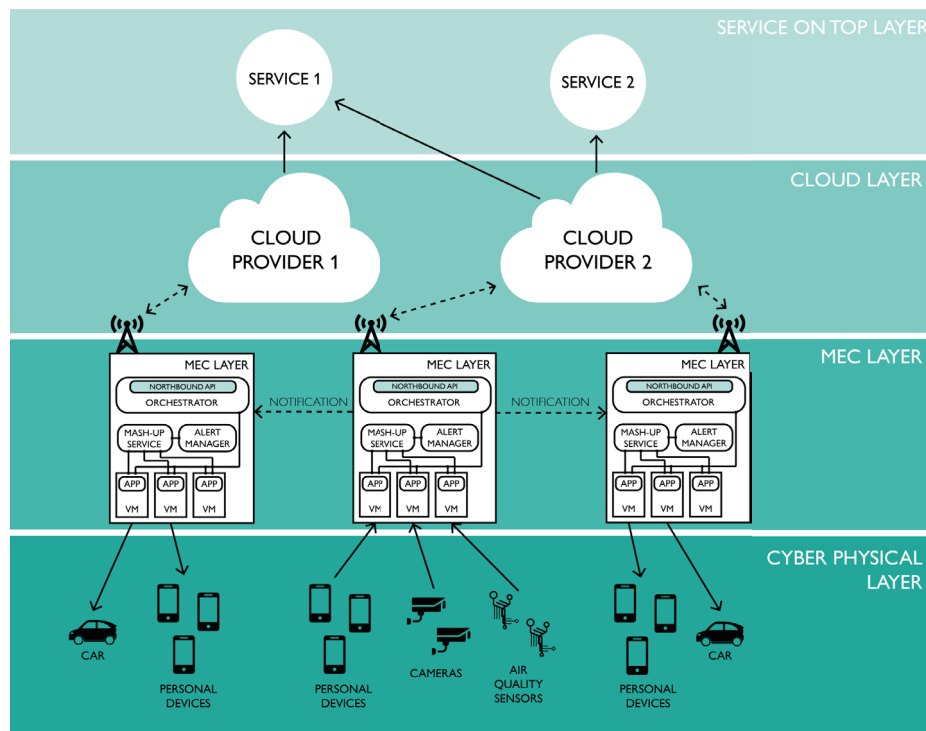 SERVICE ON TOP LAYER
SERVICE 1
SERVICE 2
CLOUD LAYER
CLOUD
PROVIDER 1
CLOUD
PROVIDER 2
MEC LAYER
MEC LAYER
NORTHBOUND API
ORCHESTRATOR
MASH-UP
SERVICE
ALERT
MANAGER
APP
APP
APP
VM
VM
VM
NOTIFICATION
MEC LAYER
NORTHBOUND API
ORCHESTRATOR
MASH-UP
SERVICE
ALERT
MANAGER
APP
APP
APP
VM
VM
VM
NOTIFICATION
MEC LAYER
NORTHBOUND API
ORCHESTRATOR
MASH-UP
SERVICE
ALERT
MANAGER
APP
APP
APP
VM
VM
VM
CYBER PHYSICAL
LAYER
CAR
PERSONAL
DEVICES
PERSONAL
DEVICES
CAMERAS
AIR
QUALITY
SENSORS
PERSONAL
DEVICES
CAR